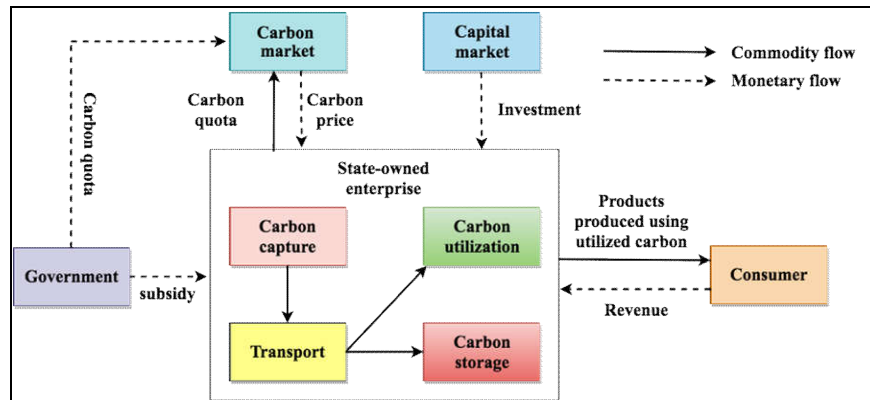 Carbon
market
Capital
market
Commodity flow
Monetary flow
Carbon quota
Carbon
quota
Carbon
price
Investment
State-owned
enterprise
Carbon
capture
Carbon
utilization
Products
produced using
utilized carbon
Government
subsidy
Consumer
Revenue
Transport
Carbon
storage